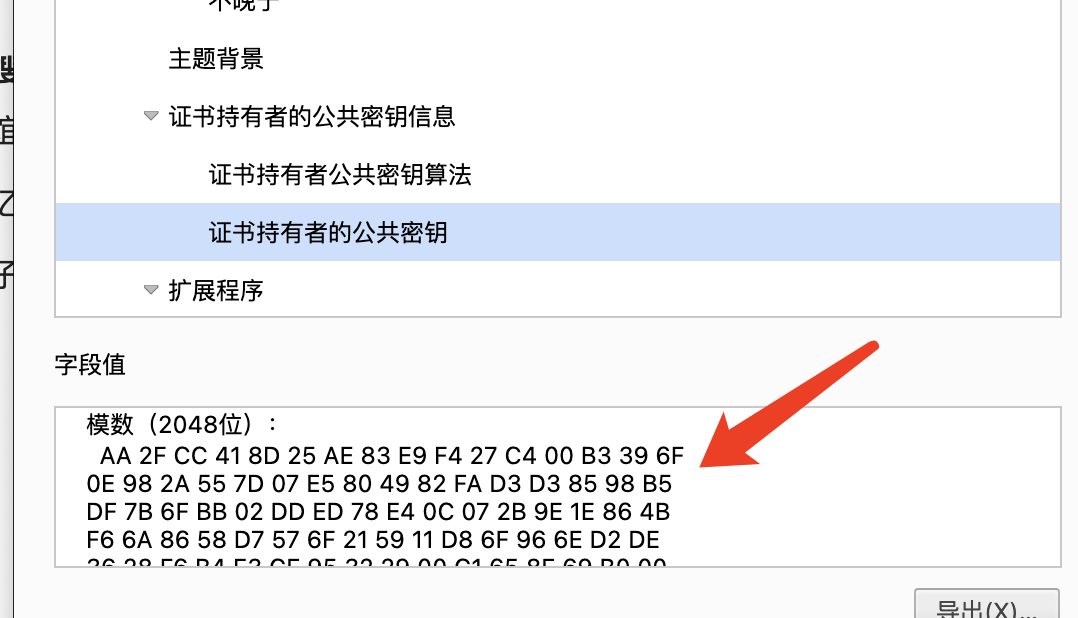 不晚于
主题背景
证书持有者的公共密钥信息
证书持有者公共密钥算法
证书持有者的公共密钥
扩展程序
字段值
模数（2048位）:
AA 2F CC 41 8D 25 AE 83 E9 F4 27 C4 00 B3 39 6F
0E 98 2A 55 7D 07 E5 80 49 82 FA D3 D3 85 98 B5
DF 7B 6F BB 02 DD ED 78 E4 0C 07 2B 9E 1E 86 4B
F6 6A 86 58 D7 57 6F 21 59 11 D8 6F 96 6E D2 DE
导出(X)...